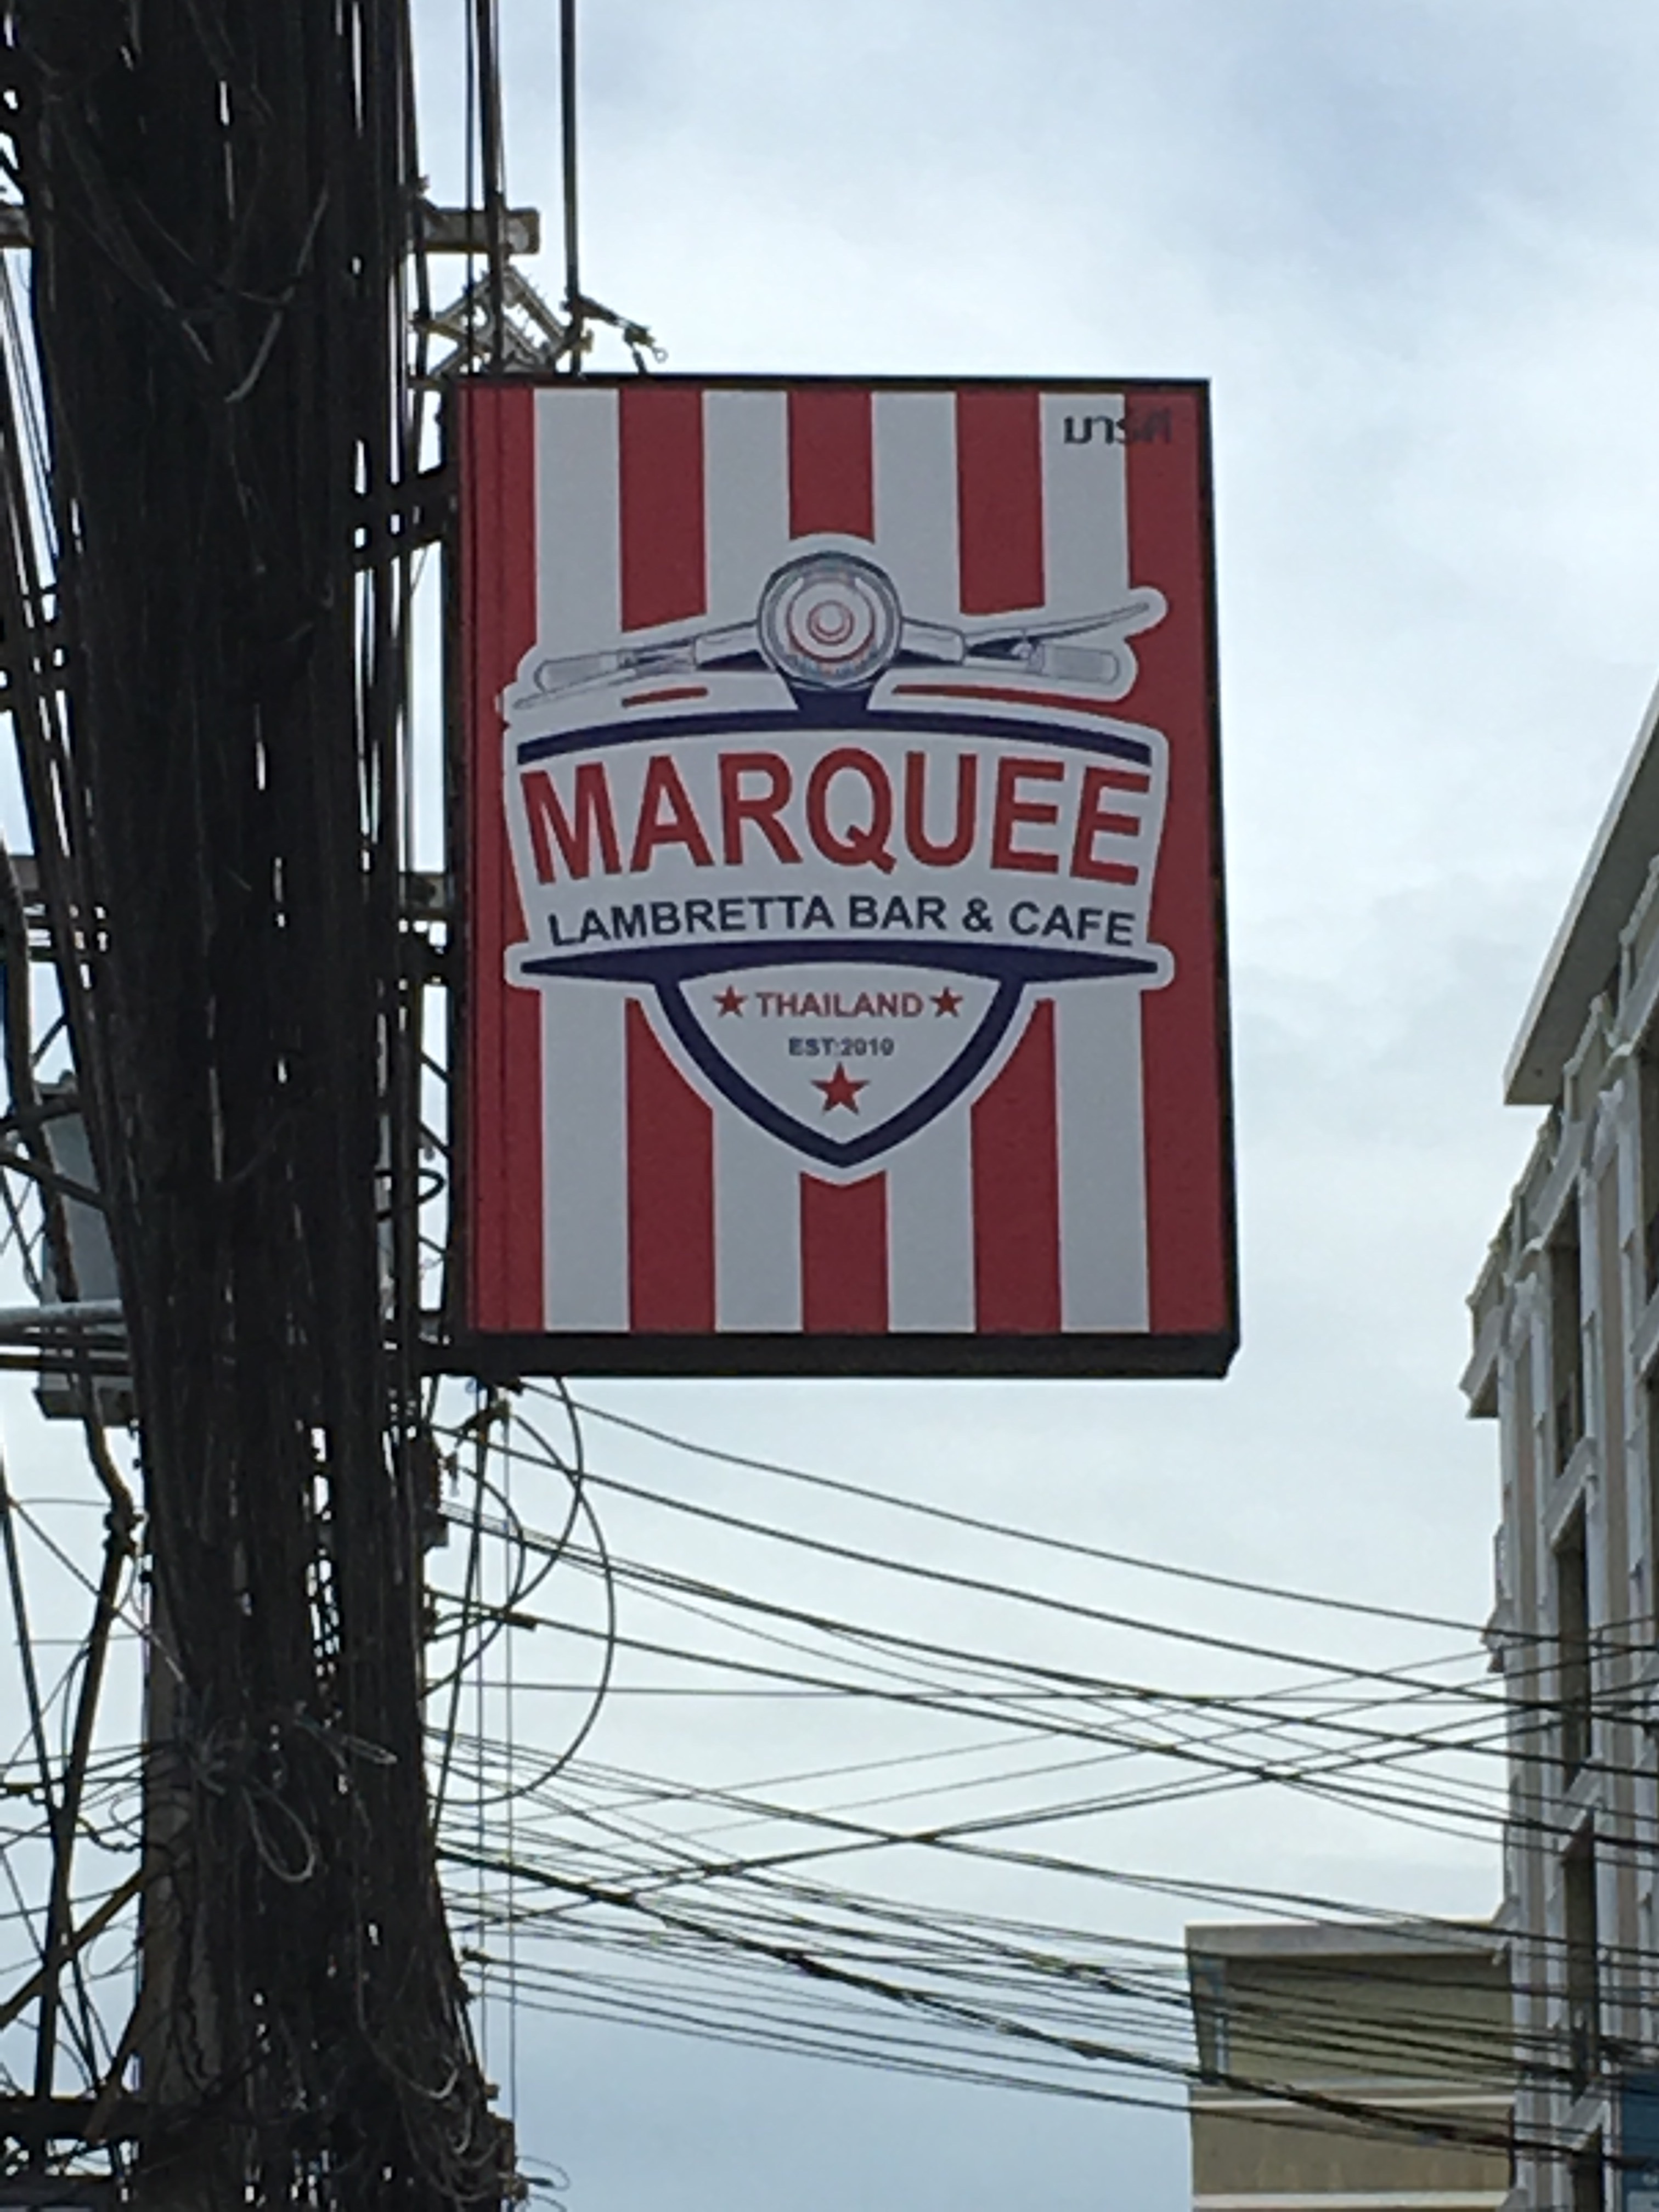 มาร์คี
MARQUEE
LAMBRETTA BAR & CAFE
THAILAND
EST:2010